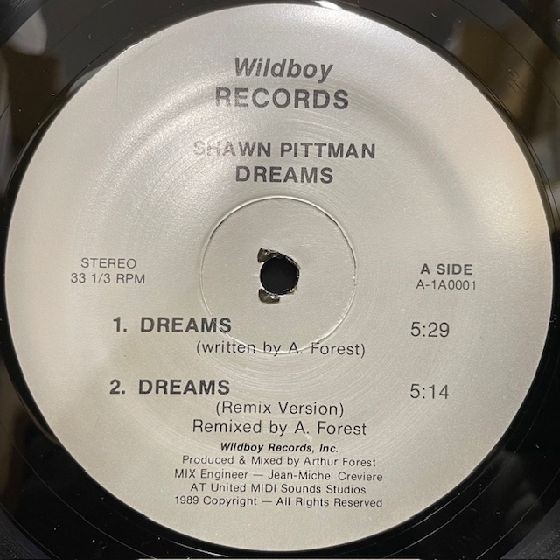 Wildboy
RECORDS
SHAWN PITTMAN
DREAMS
STEREO
33 1/3 RPM
A SIDE
A-1A0001
1. DREAMS 5:29
(written by A. Forest)
2. DREAMS 5:14
(Remix Version)
Remixed by A. Forest
Wildboy Records, Inc.
Produced & Mixed by Arthur Forest
MIX Engineer — Jean-Michel Creviere
AT United MIDI Sounds Studios
1989 Copyright — All Rights Reserved